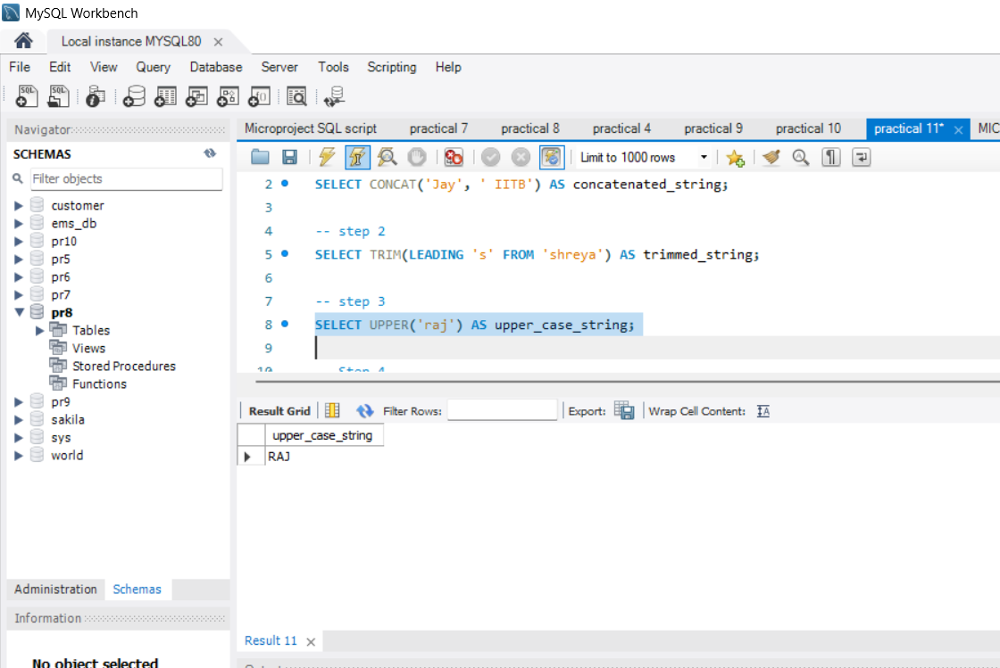 MySQL Workbench
Local instance MYSQL80
File Edit View Query Database Server Tools Scripting Help
Navigator
SCHEMAS
Filter objects
customer
ems_db
pr10
pr5
pr6
pr7
pr8
Tables
Views
Stored Procedures
Functions
pr9
sakila
sys
world
Administration Schemas
Information
No object selected
Microproject SQL script practical 7 practical 8 practical 4 practical 9 practical 10 practical 11* MIC
Limit to 1000 rows
2 SELECT CONCAT('Jay', ' IITB') AS concatenated_string;
3
4 -- step 2
5 SELECT TRIM(LEADING 's' FROM 'shreya') AS trimmed_string;
6
7 -- step 3
8 SELECT UPPER('raj') AS upper_case_string;
9
10 Step 4
Result Grid Filter Rows: Export: Wrap Cell Content:
upper_case_string
RAJ
Result 11